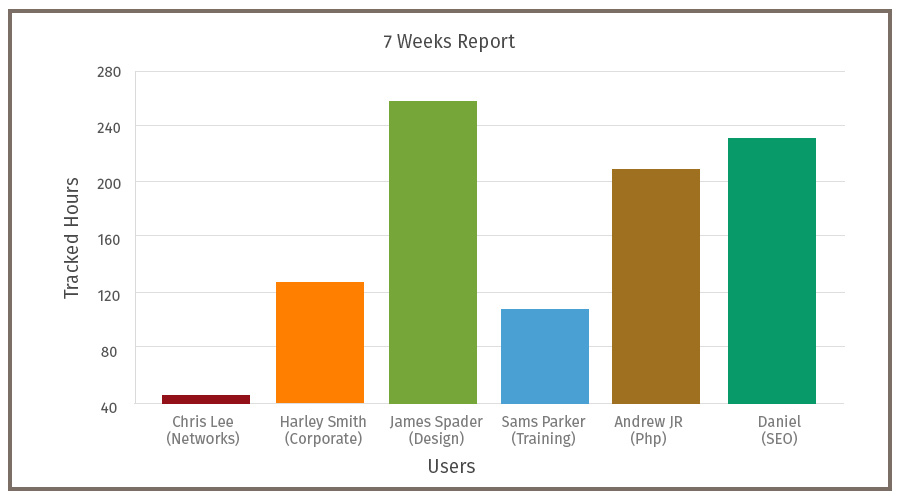 7 Weeks Report
280
240
200
160
120
80
40
Tracked Hours
Chris Lee
(Networks)
Harley Smith
(Corporate)
James Spader
(Design)
Sams Parker
(Training)
Andrew JR
(Php)
Daniel
(SEO)
Users